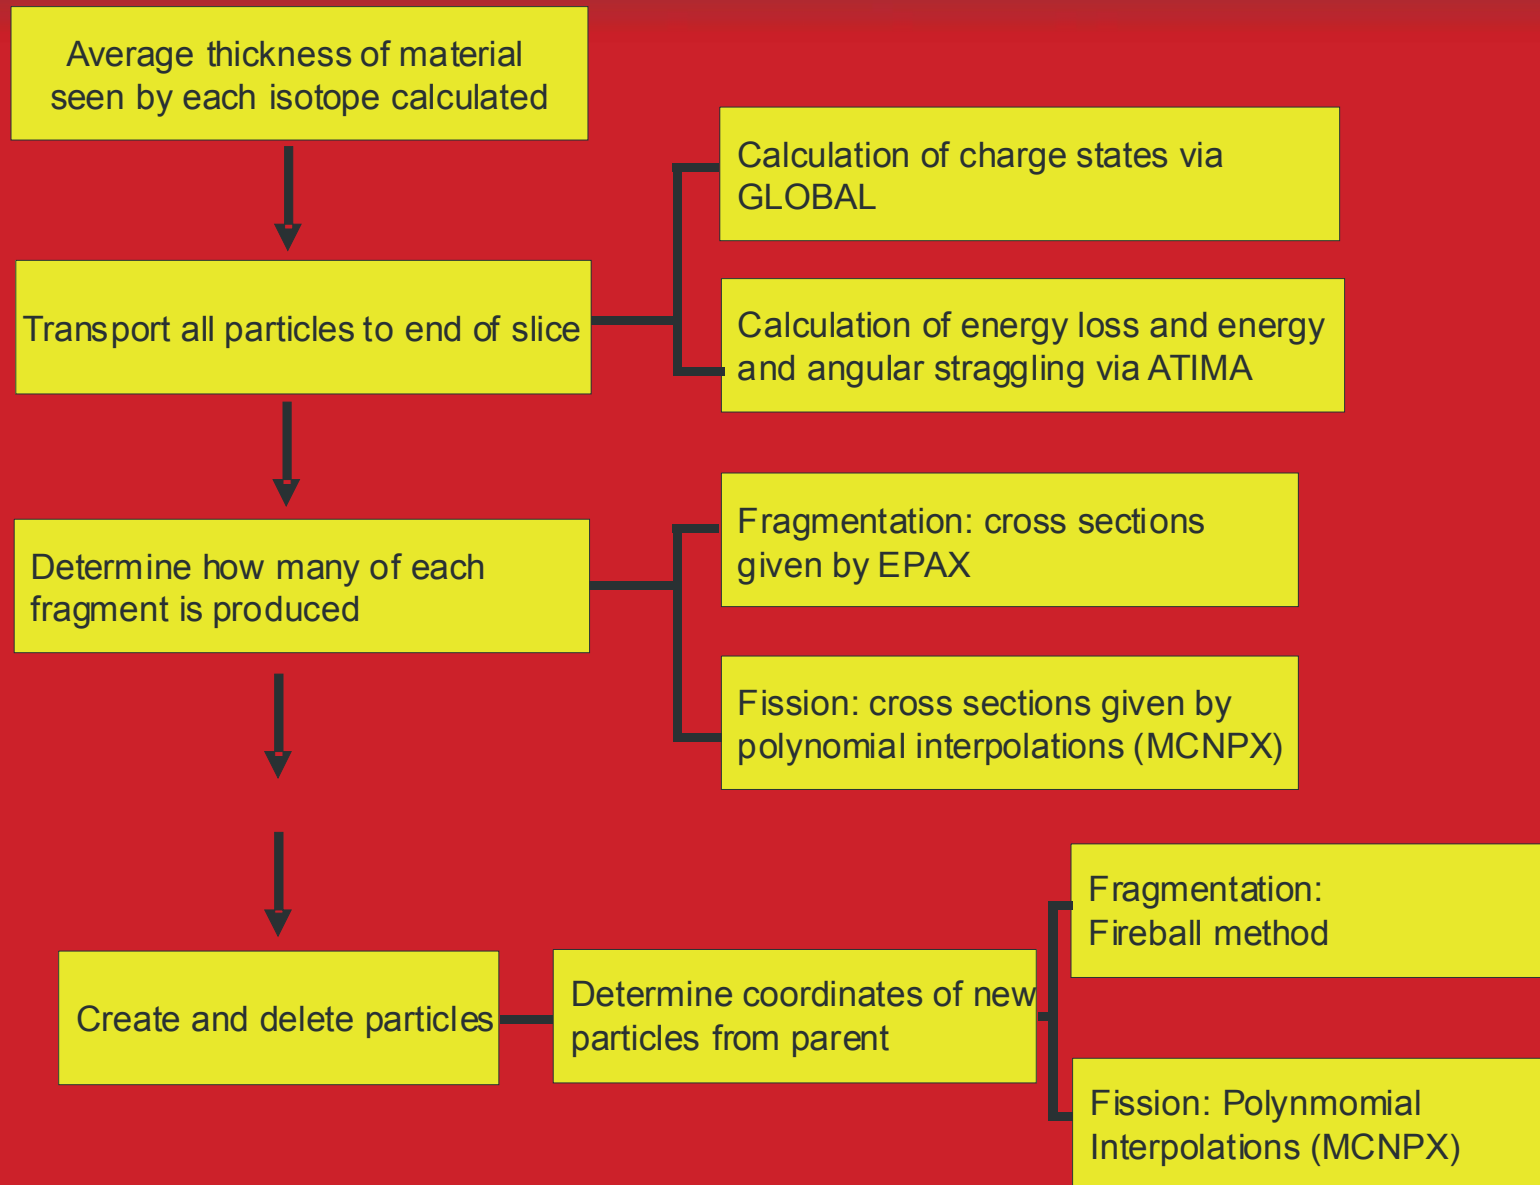 Average thickness of material
seen by each isotope calculated
Calculation of charge states via
GLOBAL
Transport all particles to end of slice
Calculation of energy loss and energy
and angular straggling via ATIMA
Fragmentation: cross sections
given by EPAX
Determine how many of each
fragment is produced
Fission: cross sections given by
polynomial interpolations (MCNPX)
Fragmentation:
Fireball method
Create and delete particles
Determine coordinates of new
particles from parent
Fission: Polynmomial
Interpolations (MCNPX)